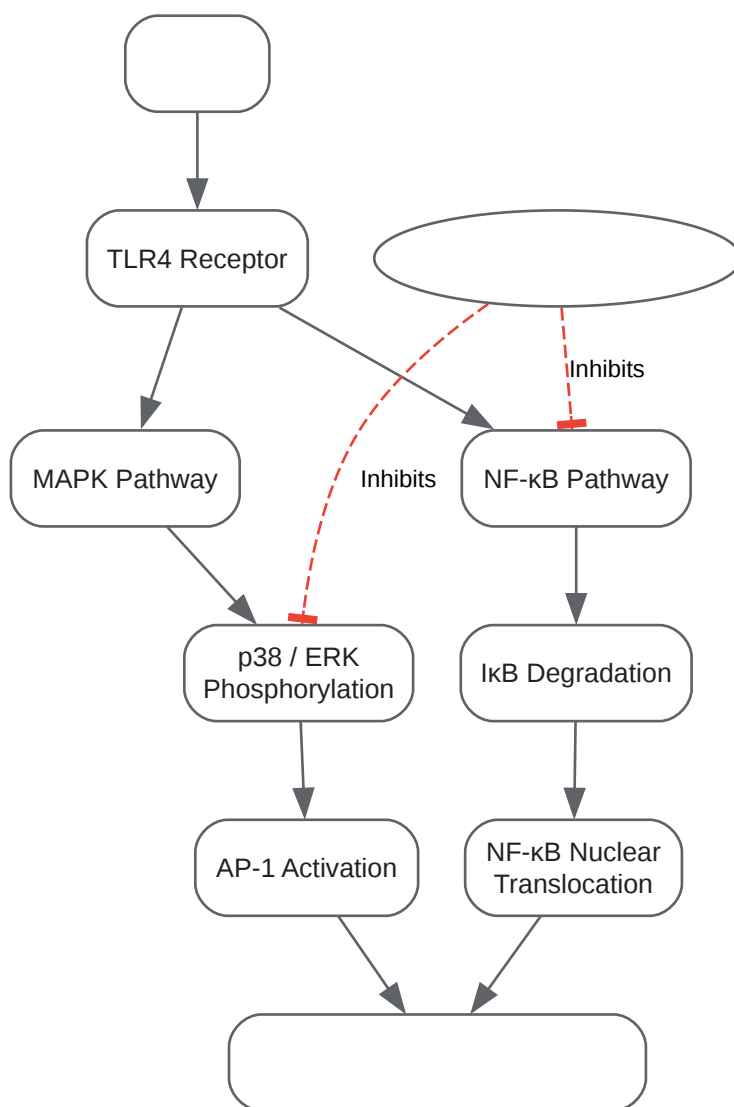 TLR4 Receptor
Inhibits
MAPK Pathway
Inhibits
NF-κB Pathway
p38 / ERK
Phosphorylation
IκB Degradation
AP-1 Activation
NF-κB Nuclear
Translocation